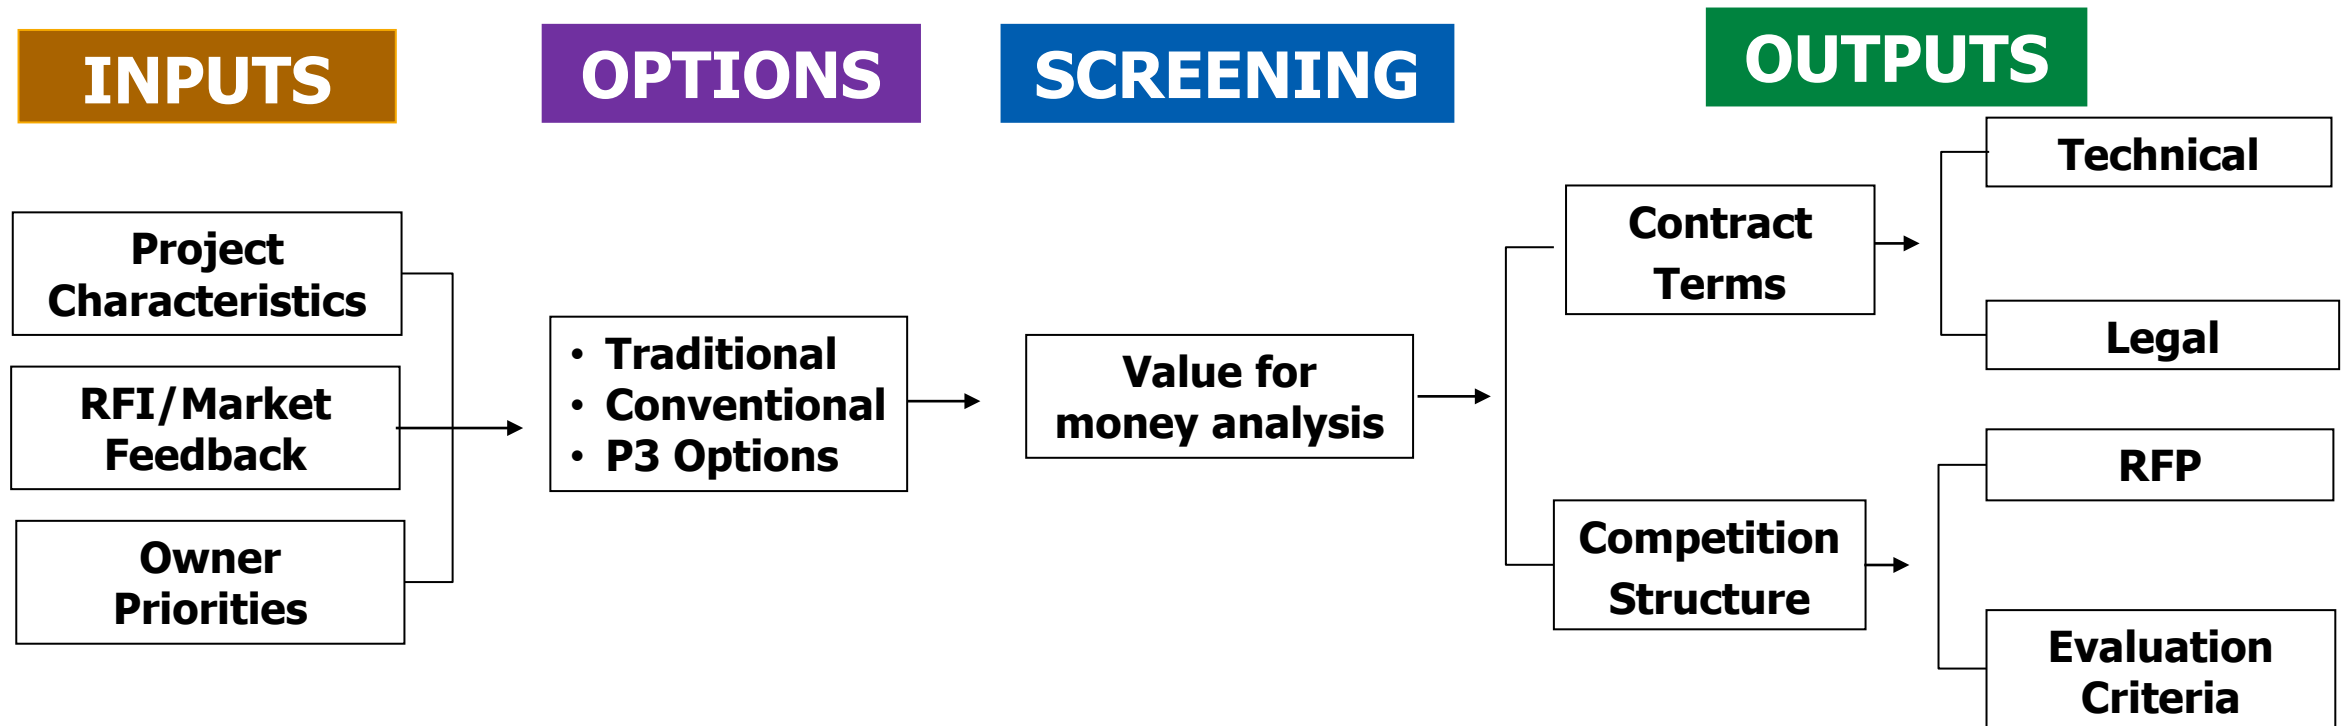 INPUTS
OPTIONS
SCREENING
OUTPUTS
Project
Characteristics
RFI/Market
Feedback
Owner
Priorities
• Traditional
• Conventional
• P3 Options
Value for
money analysis
Contract
Terms
Technical
Legal
Competition
Structure
RFP
Evaluation
Criteria